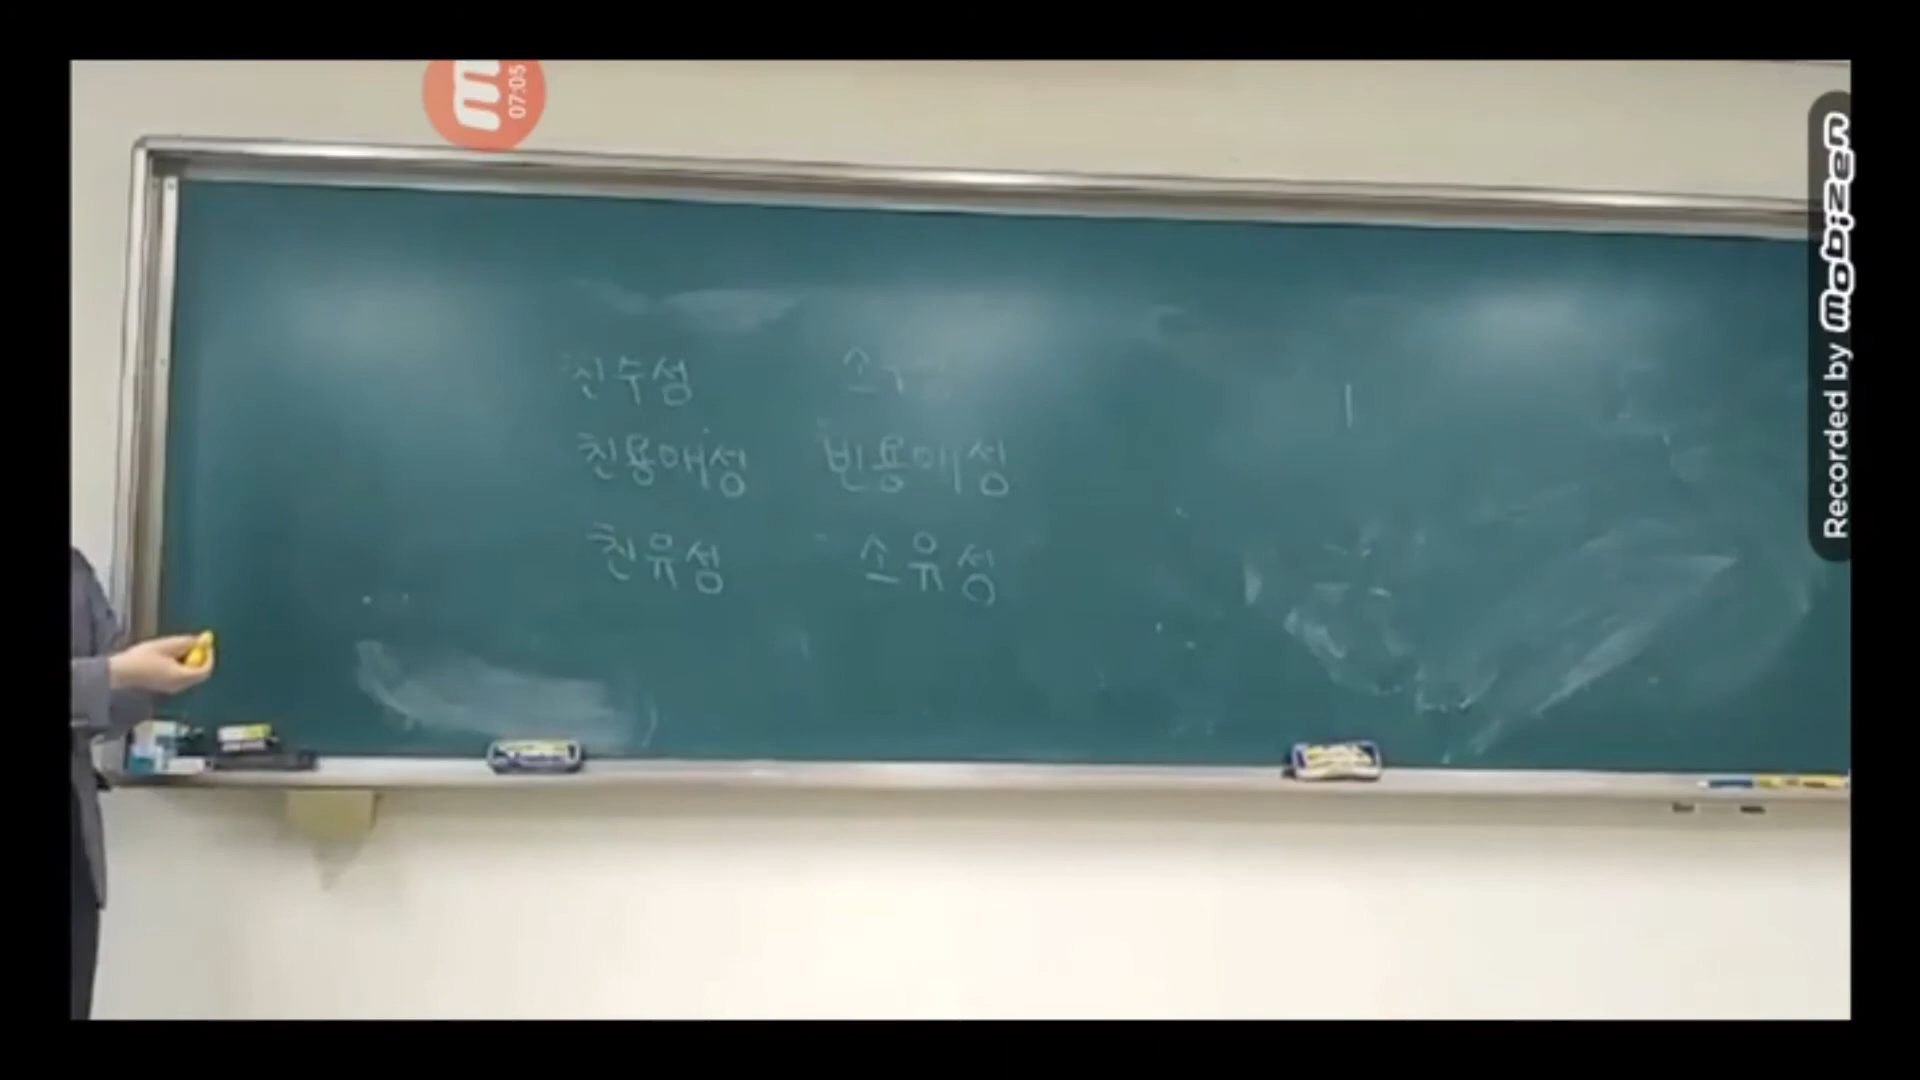 07:05
친수성
친용매성 빈용매성
친유성 소유성
Recorded by mobizen